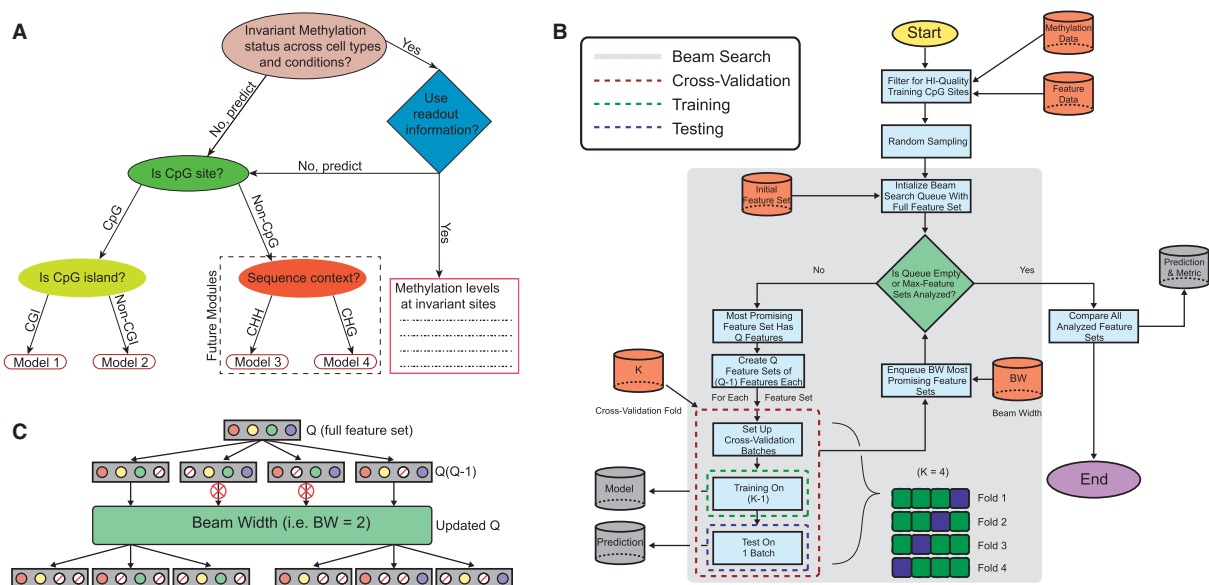 A
Invariant Methylation
status across cell types
and conditions?
Yes
No, predict
Use
readout
information?
Is CpG site?
No, predict
CpG
Non-CpG
Yes
Is CpG island?
Future Modules
Sequence context?
CGI
Non-CGI
CHH
CHG
Model 1
Model 2
Model 3
Model 4
Methylation levels
at invariant sites
B
Beam Search
Cross-Validation
Training
Testing
Start
Methylation
Data
Filter for HI-Quality
Training CpG Sites
Feature
Data
Random Sampling
Initial
Feature Set
Intialize Beam
Search Queue With
Full Feature Set
No
Is Queue Empty
or Max-Feature
Sets Analyzed?
Yes
Prediction
& Metric
Most Promising
Feature Set Has
Q Features
Compare All
Analyzed Feature
Sets
Create Q
Feature Sets of
(Q-1) Features Each
K
Cross-Validation Fold
For Each
Feature Set
Enqueue BW Most
Promising Feature
Sets
BW
Beam Width
Set Up
Cross-Validation
Batches
Training On
(K-1)
Model
Test On
1 Batch
Prediction
(K = 4)
Fold 1
Fold 2
Fold 3
Fold 4
End
C
Q (full feature set)
Q(Q-1)
Beam Width (i.e. BW = 2)
Updated Q